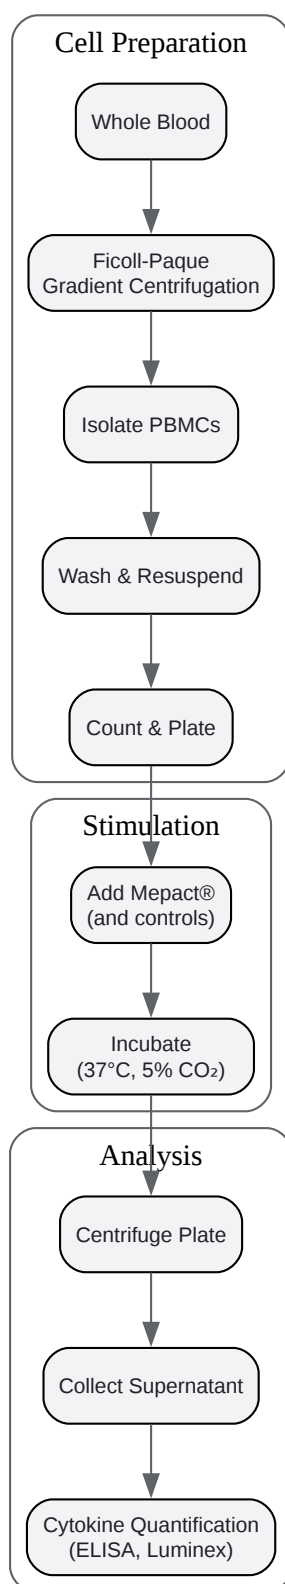 Cell Preparation
Whole Blood
Ficoll-Paque
Gradient Centrifugation
Isolate PBMCs
Wash & Resuspend
Count & Plate
Stimulation
Add Mepact®
(and controls)
Incubate
(37°C, 5% CO₂)
Analysis
Centrifuge Plate
Collect Supernatant
Cytokine Quantification
(ELISA, Luminex)